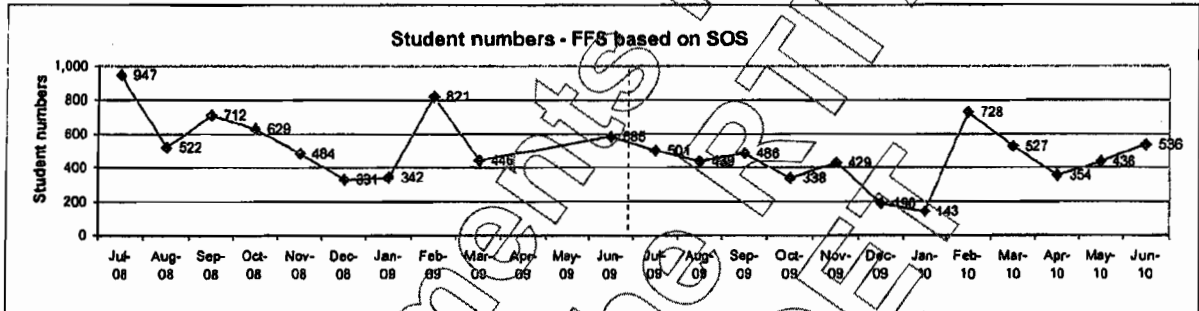 Student numbers - FFS based on SOS
Student numbers
1,000
800
600
400
200
0
947
522
712
629
484
331
342
821
446
501
439
486
338
429
190
143
728
527
354
436
536
Jul-08
Aug-08
Sep-08
Oct-08
Nov-08
Dec-08
Jan-09
Feb-09
Mar-09
Apr-09
May-09
Jun-09
Jul-09
Aug-09
Sep-09
Oct-09
Nov-09
Dec-09
Jan-10
Feb-10
Mar-10
Apr-10
May-10
Jun-10